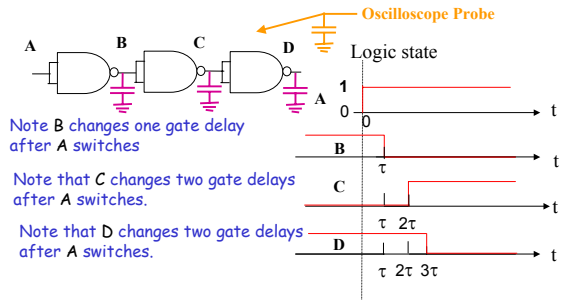 Oscilloscope Probe
A
B
C
D
Logic state
1
A
0
0
t
Note B changes one gate delay
after A switches
B
τ
t
Note that C changes two gate delays
after A switches.
C
τ 2τ
t
Note that D changes two gate delays
after A switches.
D
t
τ 2τ 3τ